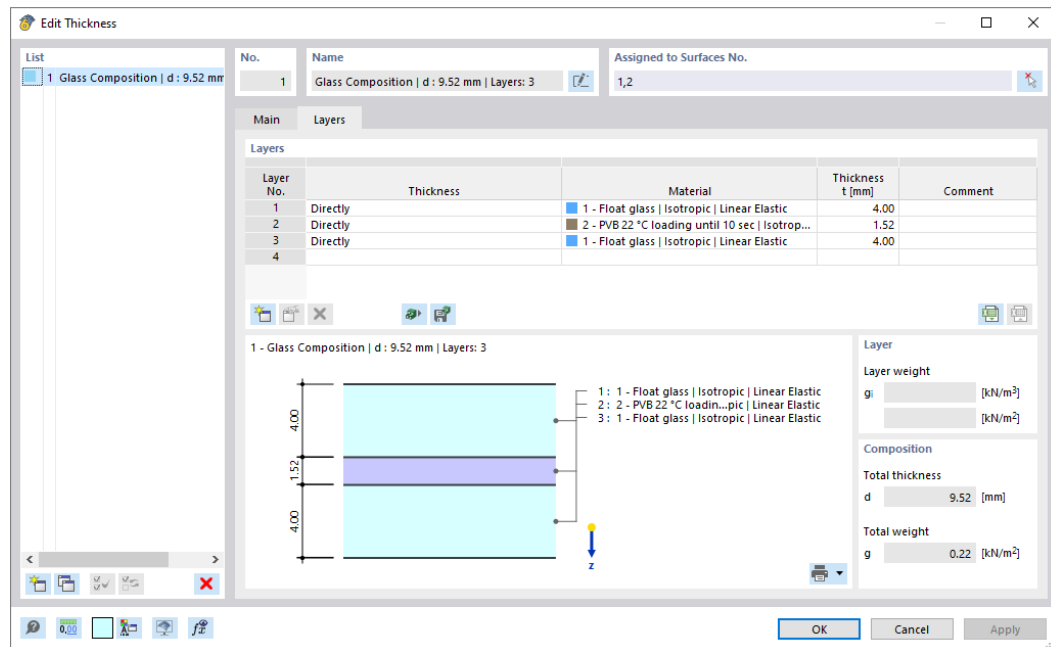 Edit Thickness
List
1 Glass Composition | d : 9.52 mm
No.
1
Name
Glass Composition | d : 9.52 mm | Layers: 3
Assigned to Surfaces No.
1,2
Main Layers
Layers
Layer No. Thickness Material Thickness t [mm] Comment
1 Directly 1 - Float glass | Isotropic | Linear Elastic 4.00
2 Directly 2 - PVB 22 °C loading until 10 sec | Isotrop... 1.52
3 Directly 1 - Float glass | Isotropic | Linear Elastic 4.00
4
1 - Glass Composition | d : 9.52 mm | Layers: 3
4.00
1.52
4.00
1 : 1 - Float glass | Isotropic | Linear Elastic
2 : 2 - PVB 22 °C loadin...pic | Linear Elastic
3 : 1 - Float glass | Isotropic | Linear Elastic
z
Layer
Layer weight
gi [kN/m³]
[kN/m²]
Composition
Total thickness
d 9.52 [mm]
Total weight
g 0.22 [kN/m²]
0,00
OK Cancel Apply